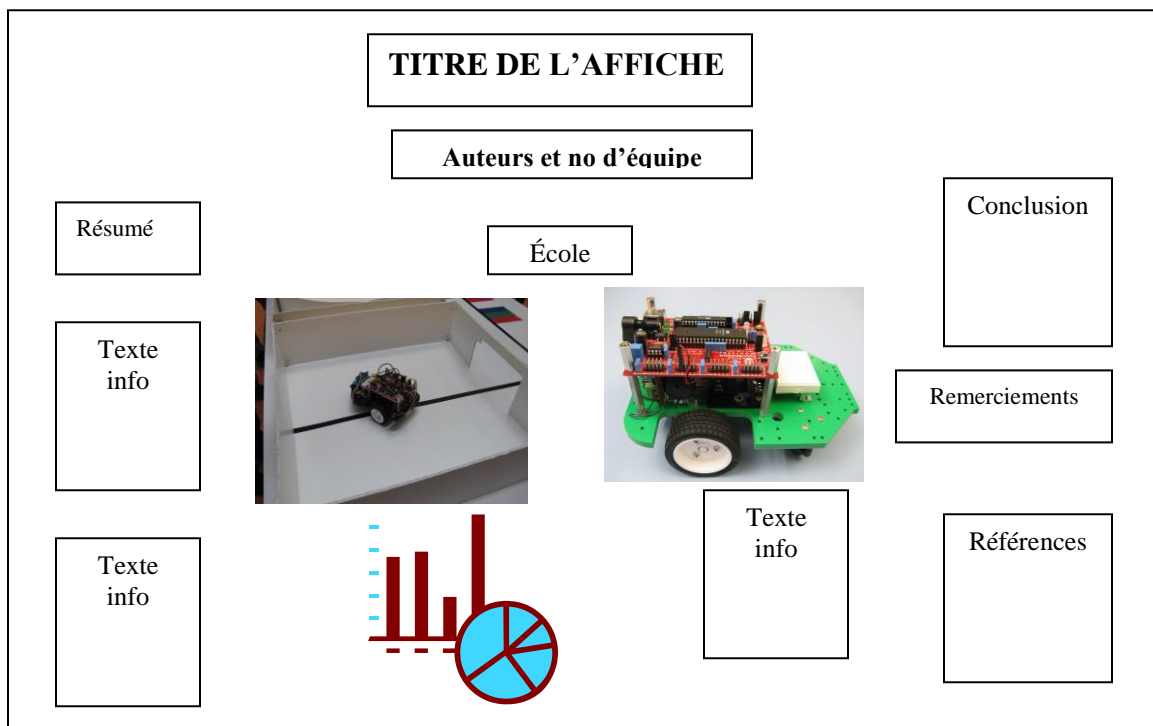 TITRE DE L’AFFICHE
Auteurs et no d’équipe
Résumé
École
Conclusion
Texte
info
Remerciements
Texte
info
Texte
info
Références